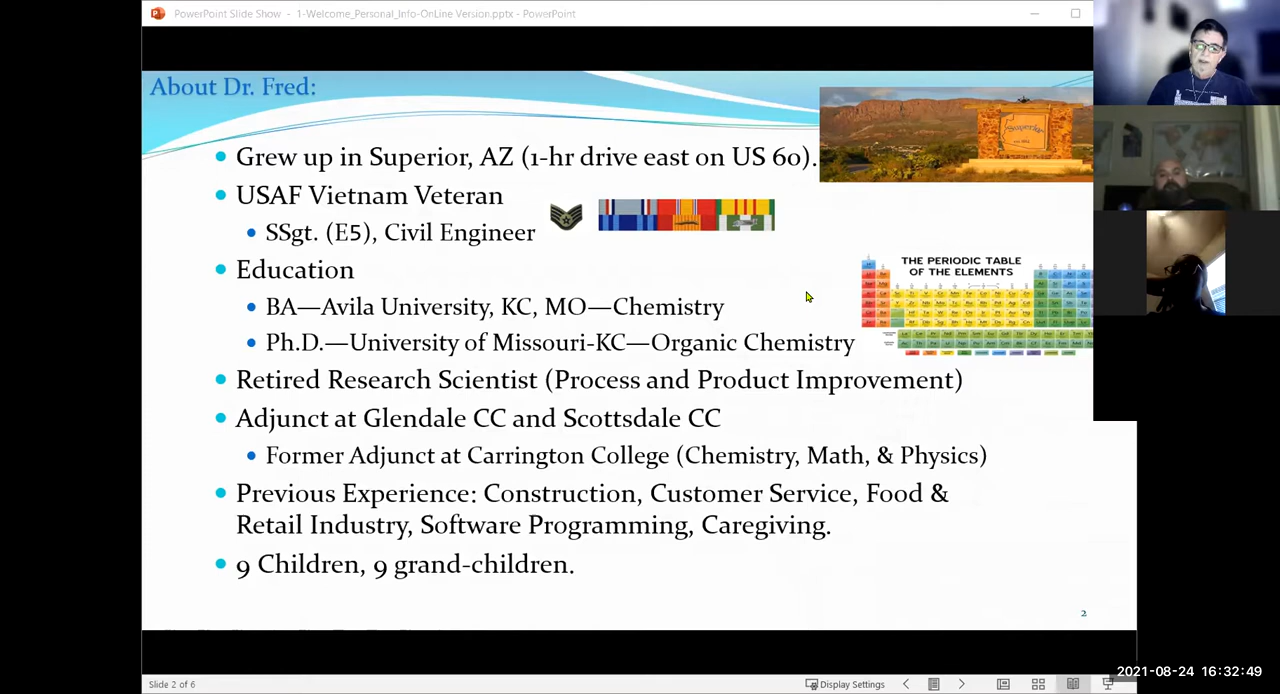 PowerPoint Slide Show - 1-Welcome_Personal_Info-OnLine Version.pptx - PowerPoint
About Dr. Fred:
Superior
Grew up in Superior, AZ (1-hr drive east on US 60).
USAF Vietnam Veteran
SSgt. (E5), Civil Engineer
Education
THE PERIODIC TABLE
OF THE ELEMENTS
BA—Avila University, KC, MO—Chemistry
Ph.D.—University of Missouri-KC—Organic Chemistry
Retired Research Scientist (Process and Product Improvement)
Adjunct at Glendale CC and Scottsdale CC
Former Adjunct at Carrington College (Chemistry, Math, & Physics)
Previous Experience: Construction, Customer Service, Food &
Retail Industry, Software Programming, Caregiving.
9 Children, 9 grand-children.
2
2021-08-24 16:32:49
Slide 2 of 6
Display Settings